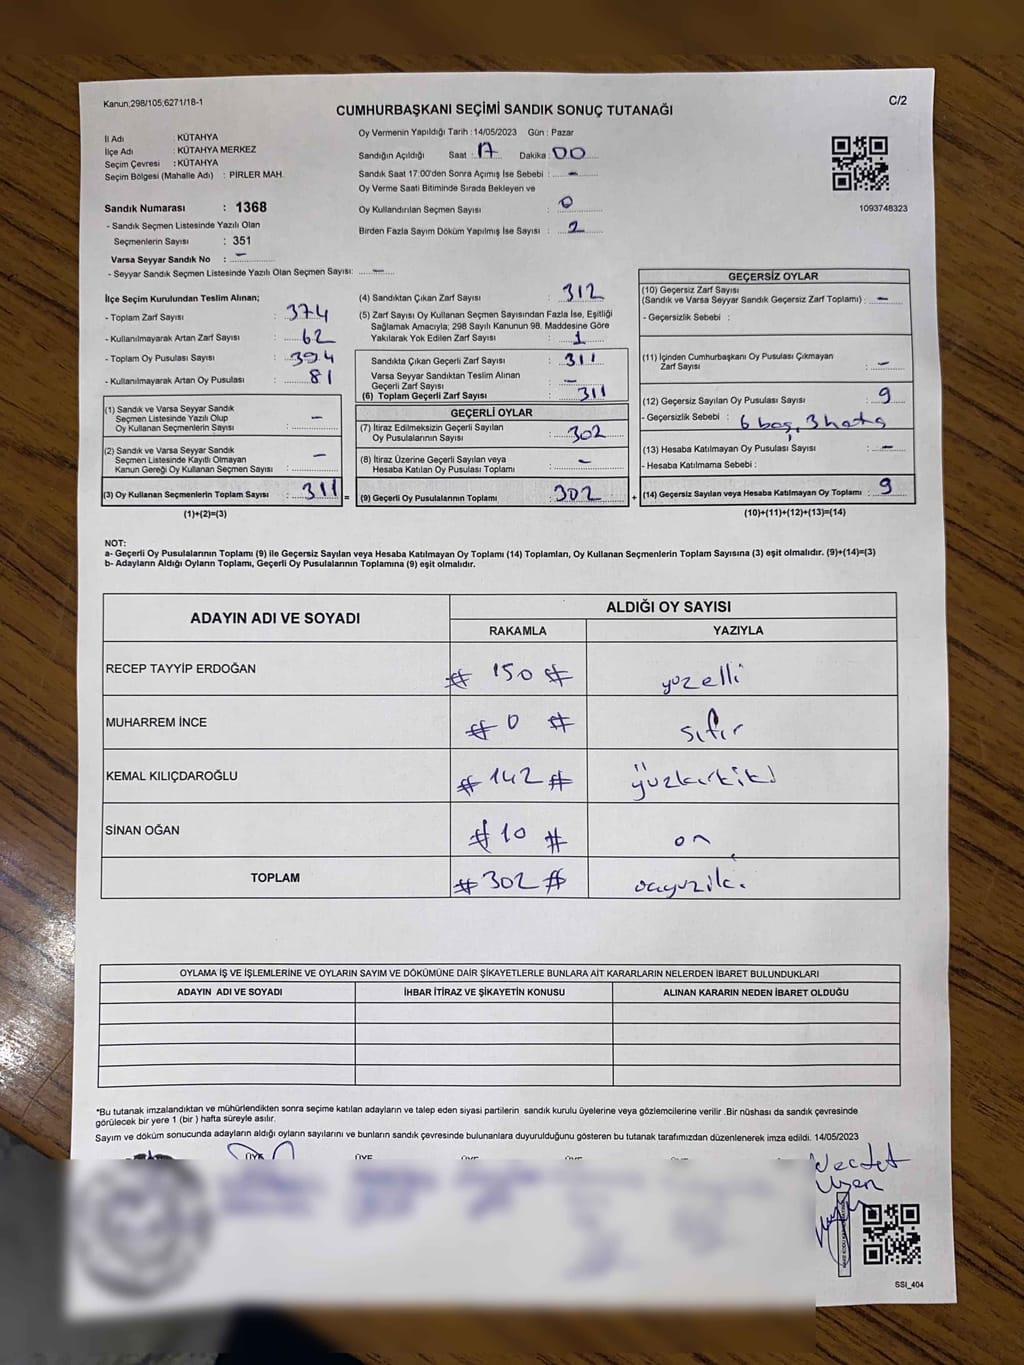 Kanun;298/105;6271/18-1
C/2
CUMHURBAŞKANI SEÇİMİ SANDIK SONUÇ TUTANAĞI
İl Adı : KÜTAHYA
İlçe Adı : KÜTAHYA MERKEZ
Seçim Çevresi : KÜTAHYA
Seçim Bölgesi (Mahalle Adı) : PİRLER MAH.
Sandık Numarası : 1368
- Sandık Seçmen Listesinde Yazılı Olan
Seçmenlerin Sayısı : 351
Varsa Seyyar Sandık No : -
- Seyyar Sandık Seçmen Listesinde Yazılı Olan Seçmen Sayısı: -
Oy Vermenin Yapıldığı Tarih : 14/05/2023 Gün : Pazar
Sandığın Açıldığı Saat : 17 Dakika : 00
Sandık Saat 17:00'den Sonra Açımış İse Sebebi : -
Oy Verme Saati Bitiminde Sırada Bekleyen ve
Oy Kullandırılan Seçmen Sayısı : 0
Birden Fazla Sayım Döküm Yapılmış İse Sayısı : 2
1093748323
İlçe Seçim Kurulundan Teslim Alınan;
- Toplam Zarf Sayısı : 374
- Kullanılmayarak Artan Zarf Sayısı : 62
- Toplam Oy Pusulası Sayısı : 394
- Kullanılmayarak Artan Oy Pusulası : 81
(1) Sandık ve Varsa Seyyar Sandık
Seçmen Listesinde Yazılı Olup
Oy Kullanan Seçmenlerin Sayısı : -
(2) Sandık ve Varsa Seyyar Sandık
Seçmen Listesinde Kayıtlı Olmayan
Kanun Gereği Oy Kullanan Seçmen Sayısı : -
(3) Oy Kullanan Seçmenlerin Toplam Sayısı : 311 =
(1)+(2)=(3)
(4) Sandıktan Çıkan Zarf Sayısı : 312
(5) Zarf Sayısı Oy Kullanan Seçmen Sayısından Fazla İse, Eşitliği
Sağlamak Amacıyla; 298 Sayılı Kanunun 98. Maddesine Göre
Yakılarak Yok Edilen Zarf Sayısı : 1
Sandıkta Çıkan Geçerli Zarf Sayısı : 311
Varsa Seyyar Sandıktan Teslim Alınan
Geçerli Zarf Sayısı : -
(6) Toplam Geçerli Zarf Sayısı : 311
GEÇERLİ OYLAR
(7) İtiraz Edilmeksizin Geçerli Sayılan
Oy Pusulalarının Sayısı : 302
(8) İtiraz Üzerine Geçerli Sayılan veya
Hesaba Katılan Oy Pusulası Toplamı : -
(9) Geçerli Oy Pusulalarının Toplamı : 302 +
GEÇERSİZ OYLAR
(10) Geçersiz Zarf Sayısı
(Sandık ve Varsa Seyyar Sandık Geçersiz Zarf Toplamı) : -
- Geçersizlik Sebebi :
(11) İçinden Cumhurbaşkanı Oy Pusulası Çıkmayan
Zarf Sayısı : -
(12) Geçersiz Sayılan Oy Pusulası Sayısı : 9
- Geçersizlik Sebebi : 6 boş, 3 hata
(13) Hesaba Katılmayan Oy Pusulası Sayısı : -
- Hesaba Katılmama Sebebi :
(14) Geçersiz Sayılan veya Hesaba Katılmayan Oy Toplamı : 9
(10)+(11)+(12)+(13)=(14)
NOT:
a- Geçerli Oy Pusulalarının Toplamı (9) ile Geçersiz Sayılan veya Hesaba Katılmayan Oy Toplamı (14) Toplamları, Oy Kullanan Seçmenlerin Toplam Sayısına (3) eşit olmalıdır. (9)+(14)=(3)
b- Adayların Aldığı Oyların Toplamı, Geçerli Oy Pusulalarının Toplamına (9) eşit olmalıdır.
ADAYIN ADI VE SOYADI
ALDIĞI OY SAYISI
RAKAMLA YAZIYLA
RECEP TAYYİP ERDOĞAN # 150 # yüzelli
MUHARREM İNCE # 0 # sıfır
KEMAL KILIÇDAROĞLU # 142 # yüzkırkiki
SİNAN OĞAN # 10 # on
TOPLAM # 302 # üçyüziki
OYLAMA İŞ VE İŞLEMLERİNE VE OYLARIN SAYIM VE DÖKÜMÜNE DAİR ŞİKAYETLERLE BUNLARA AİT KARARLARIN NELERDEN İBARET BULUNDUKLARI
ADAYIN ADI VE SOYADI İHBAR İTİRAZ VE ŞİKAYETİN KONUSU ALINAN KARARIN NEDEN İBARET OLDUĞU
*Bu tutanak imzalandıktan ve mühürlendikten sonra seçime katılan adayların ve talep eden siyasi partilerin sandık kurulu üyelerine veya gözlemcilerine verilir .Bir nüshası da sandık çevresinde
görülecek bir yere 1 (bir ) hafta süreyle asılır.
Sayım ve döküm sonucunda adayların aldığı oyların sayılarını ve bunların sandık çevresinde bulunanlara duyurulduğunu gösteren bu tutanak tarafımızdan düzenlenerek imza edildi. 14/05/2023
ÜYE ÜYE
Necdet
SSI_404